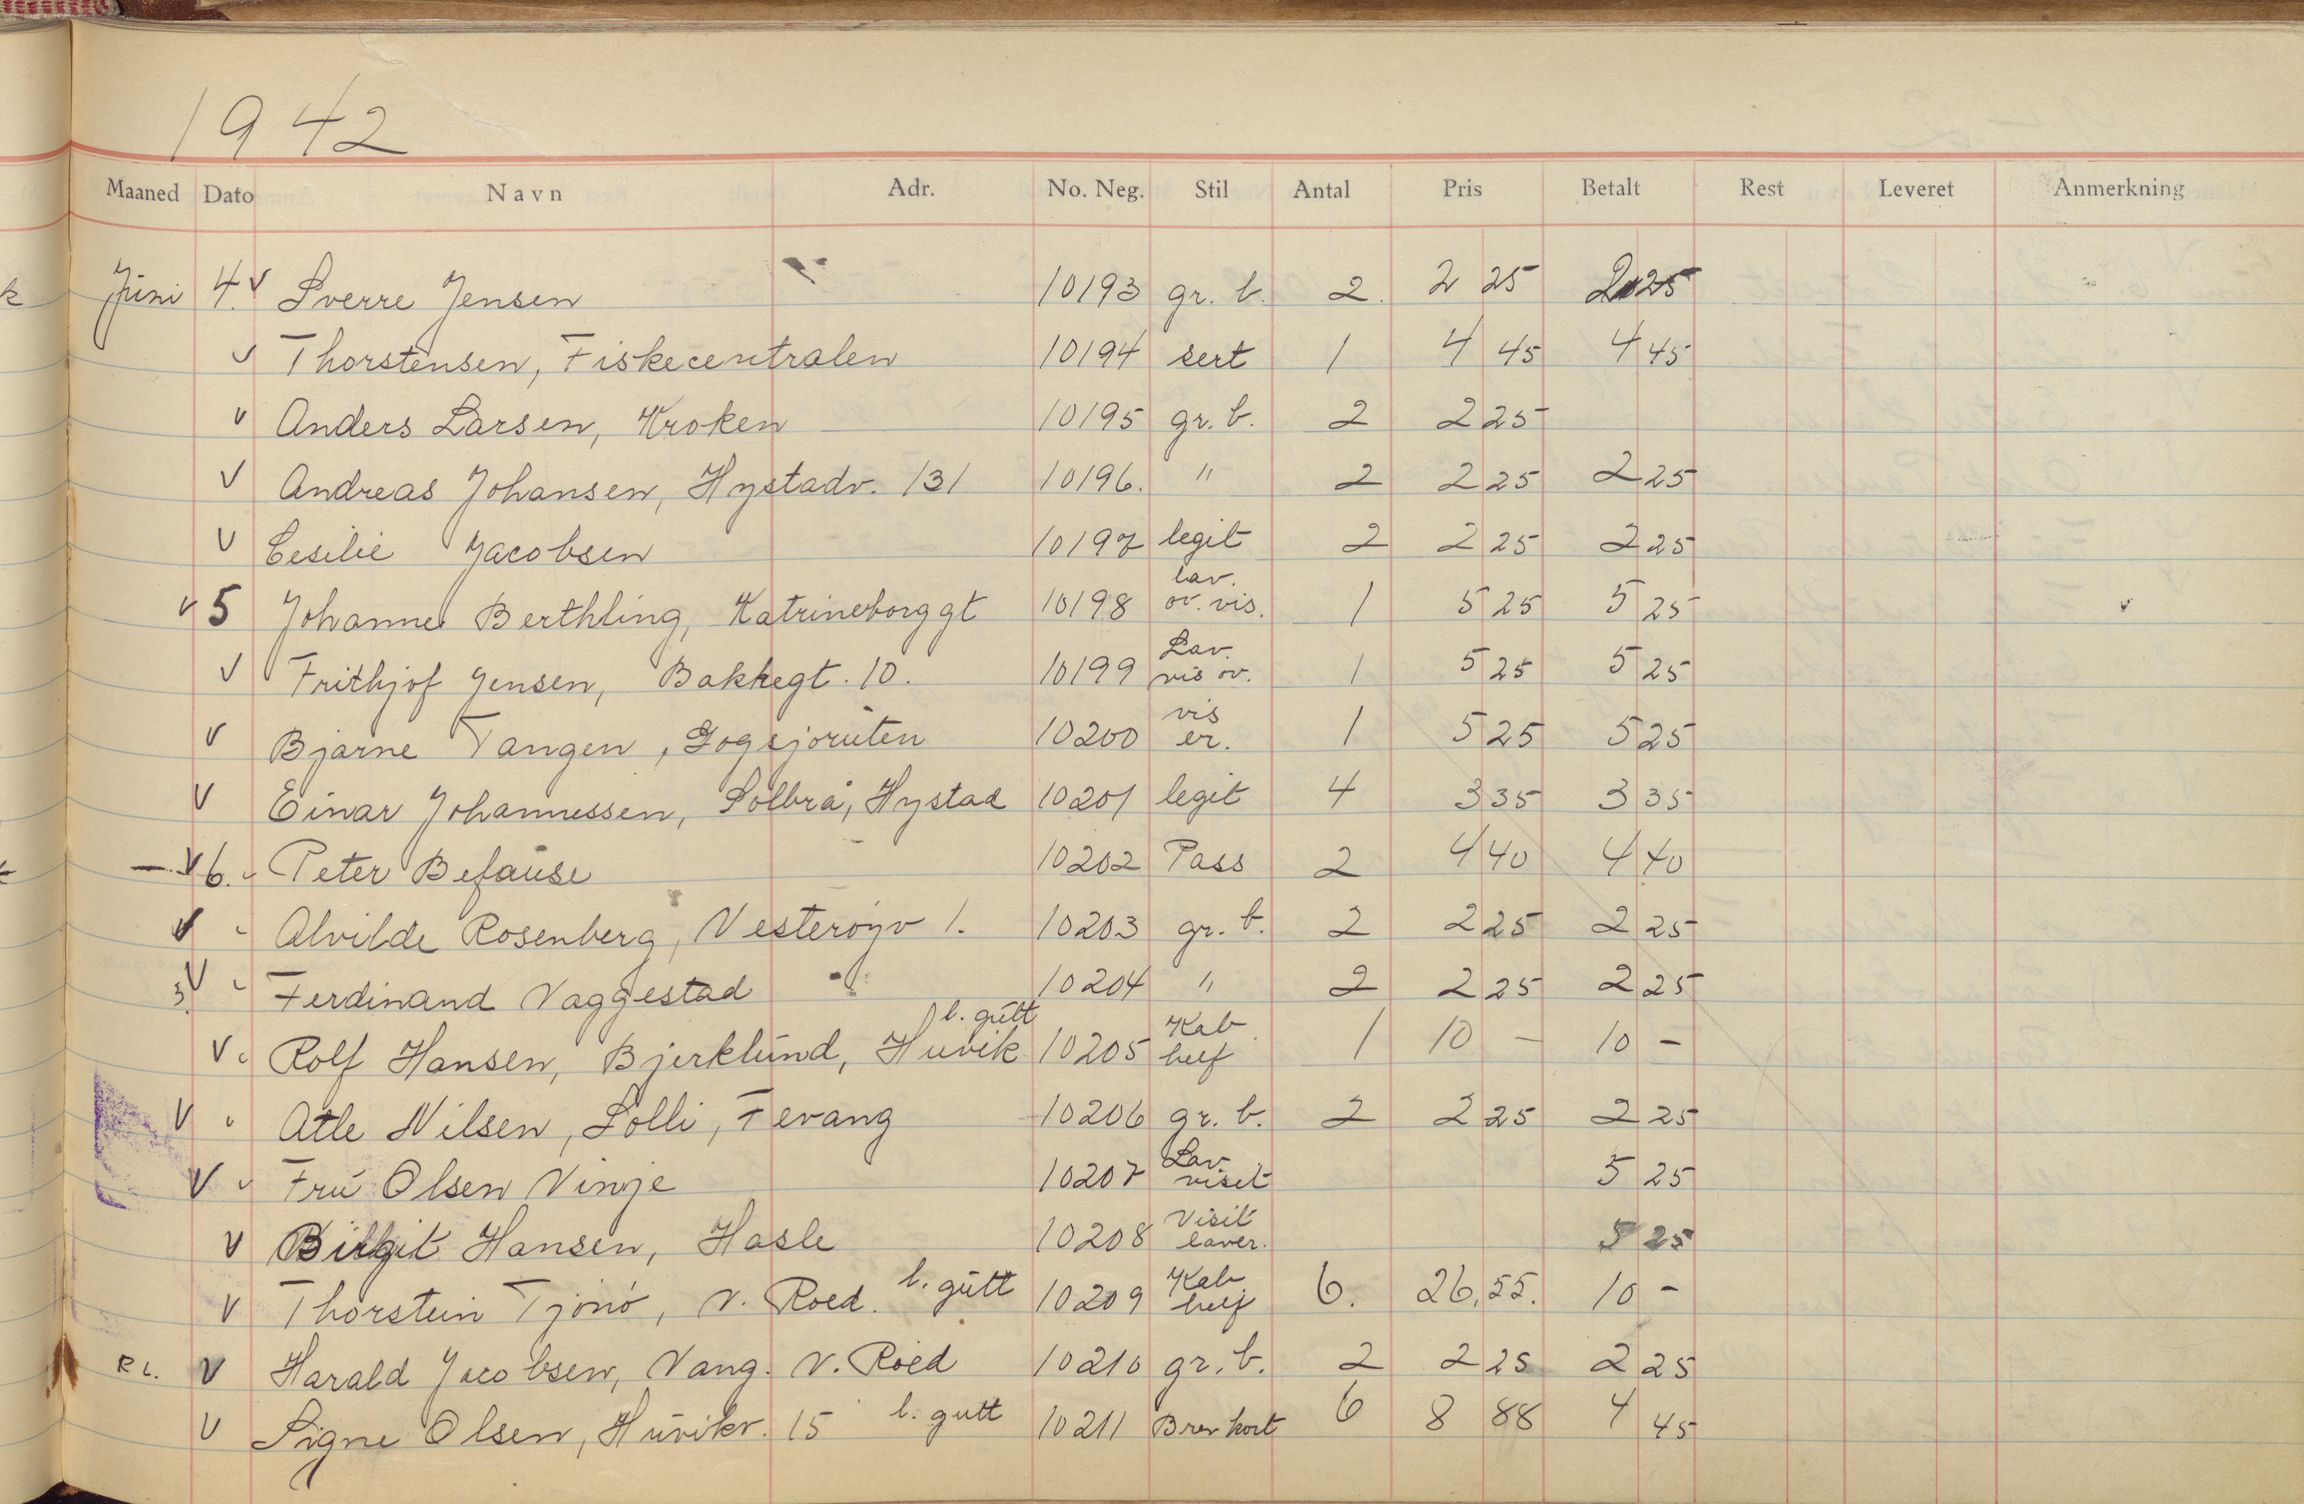 1942
Maaned Dato Navn Adr. No. Neg. Stil Antal Pris Betalt Rest Leveret Anmerkning
Juni 4. v Sverre Jensen 10193 gr. b. 2. 2 25 2 25
v Thorstensen, Fiskecentralen 10194 sert 1 4 45 4 45
v Anders Larsen, Kroken 10195 gr. b. 2 2 25
v Andreas Johansen, Hystadv. 131 10196. " 2 2 25 2 25
v Cesilie Jacobsen 10197 legit 2 2 25 2 25
lav.
v 5 Johanne Berthling, Katrineborggt 10198 ov. vis. 1 5 25 5 25
Lav.
v Frithjof Jensen, Bakkegt. 10. 10199 vis ov. 1 5 25 5 25
vis
v Bjarne Tangen, Gogsjoruten 10200 er. 1 5 25 5 25
v Einar Johannessen, Solbrå, Hystad 10201 legit 4 3 35 3 35
— v 6. Peter Befause 10202 Pass 2 4 40 4 40
v Alvilde Rosenberg, Vesterøyv 1. 10203 gr. b. 2 2 25 2 25
v Ferdinand Vaggestad 10204 " 2 2 25 2 25
l. gutt Kab
v Rolf Hansen, Bjerklund, Huvik 10205 helf 1 10 — 10 —
v Atle Nilsen, Solli, Fevang 10206 gr. b. 2 2 25 2 25
Lav
v Fru Olsen Vinje 10207 visit 5 25
Visit
v Birgit Hansen, Hasle 10208 laver. 5 25
l. gutt Kab
v Thorstein Tjønø, v. Roed. 10209 helf 6. 26,55. 10 —
R L. v Harald Jacobsen, Vang. v. Roed 10210 gr. b. 2 2 25 2 25
v Signe Olsen, Huvikv. 15 l. gutt 10211 Brevkort 6 8 88 4 45